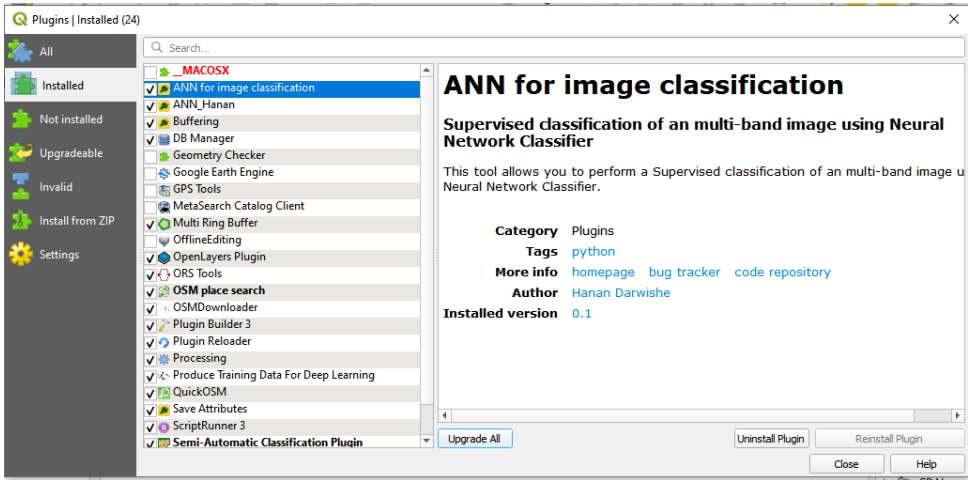 Plugins | Installed (24)
All
Installed
Not installed
Upgradeable
Invalid
Install from ZIP
Settings
Search...
__MACOSX
ANN for image classification
ANN_Hanan
Buffering
DB Manager
Geometry Checker
Google Earth Engine
GPS Tools
MetaSearch Catalog Client
Multi Ring Buffer
OfflineEditing
OpenLayers Plugin
ORS Tools
OSM place search
OSMDownloader
Plugin Builder 3
Plugin Reloader
Processing
Produce Training Data For Deep Learning
QuickOSM
Save Attributes
ScriptRunner 3
Semi-Automatic Classification Plugin
ANN for image classification
Supervised classification of an multi-band image using Neural
Network Classifier
This tool allows you to perform a Supervised classification of an multi-band image u
Neural Network Classifier.
Category Plugins
Tags python
More info homepage bug tracker code repository
Author Hanan Darwishe
Installed version 0.1
Upgrade All
Uninstall Plugin
Reinstall Plugin
Close
Help